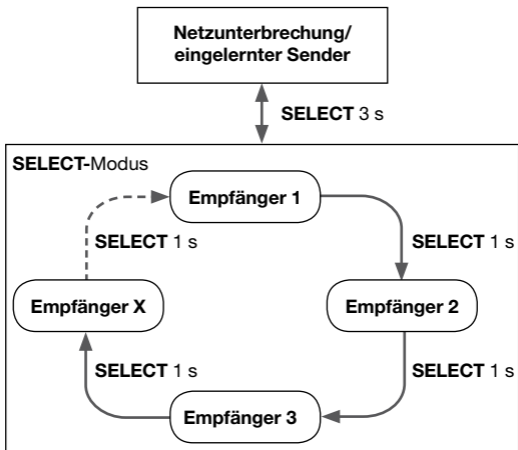 Netzunterbrechung/
eingelernter Sender
SELECT 3 s
SELECT-Modus
Empfänger 1
SELECT 1 s
SELECT 1 s
Empfänger X
Empfänger 2
SELECT 1 s
SELECT 1 s
Empfänger 3